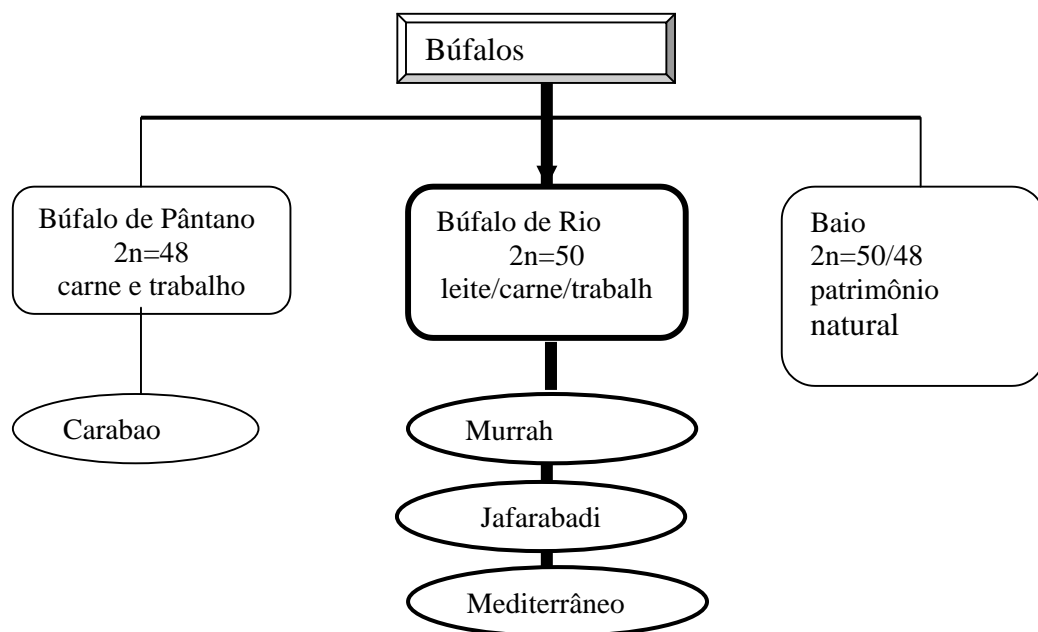 Búfalos
Búfalo de Pântano
2n=48
carne e trabalho
Búfalo de Rio
2n=50
leite/carne/trabalh
Baio
2n=50/48
patrimônio
natural
Carabao
Murrah
Jafarabadi
Mediterrâneo